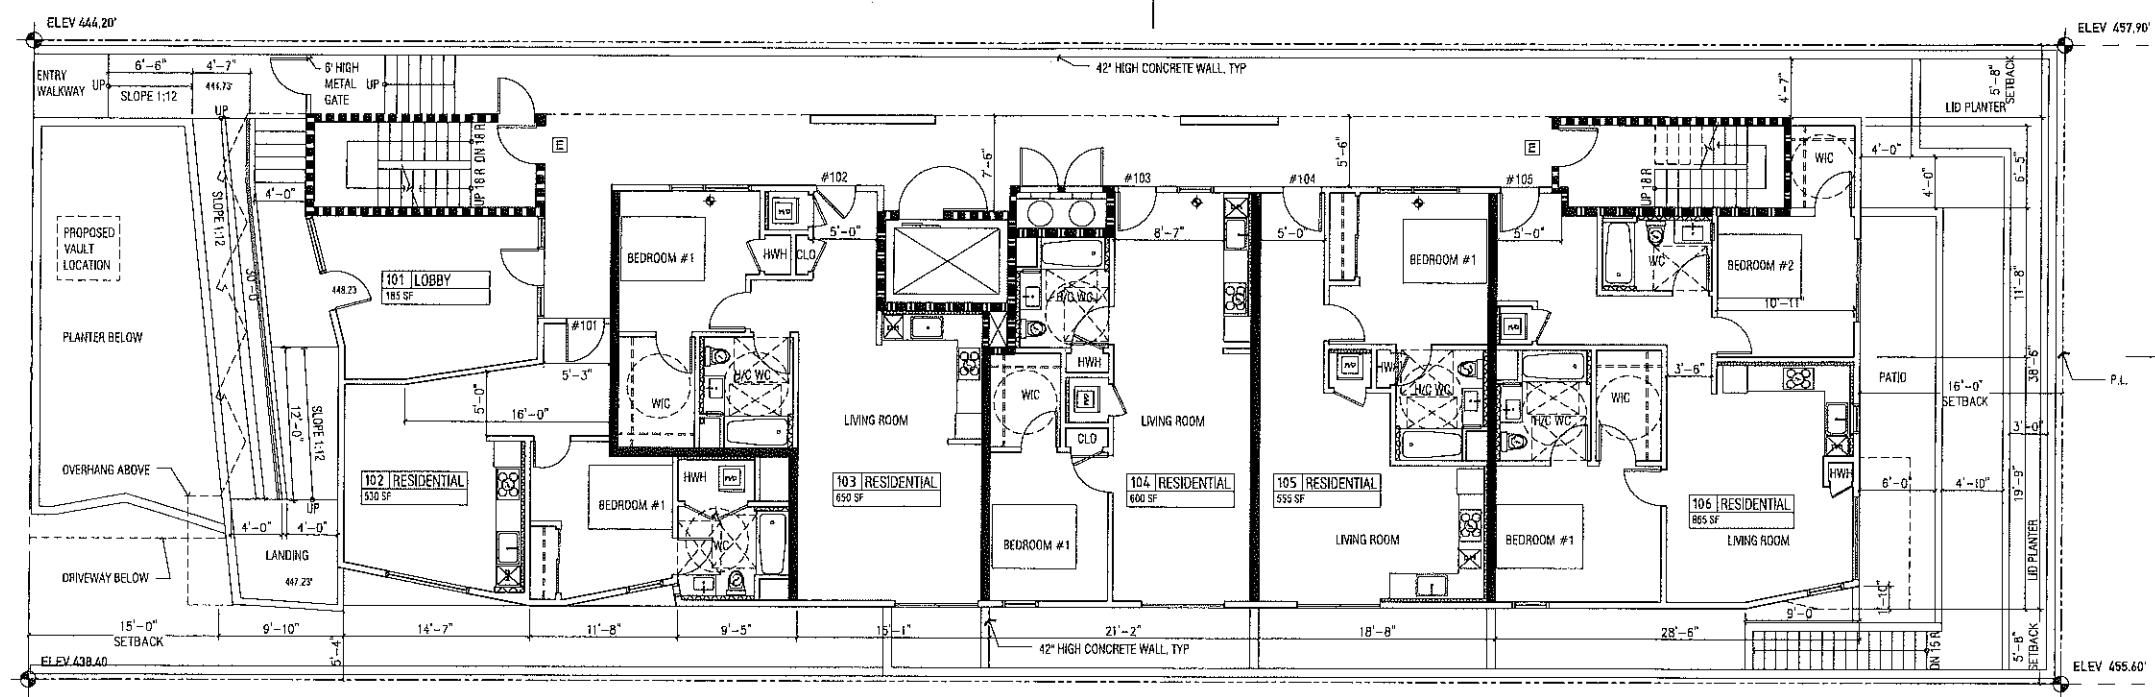 ELEV 444.20'
ELEV 457.90'
ENTRY
WALKWAY
UP
6'-6"
4'-7"
SLOPE 1:12
444.73'
UP
6' HIGH
METAL
GATE
UP
42" HIGH CONCRETE WALL, TYP
4'-7"
5'-8"
SETBACK
LID PLANTER
UP 18 R
DN 18 R
E
7'-6"
5'-6"
E
UP 18 R
WIC
4'-0"
4'-0"
6'-5"
4'-0"
#102
#103
#104
#105
SLOPE 1:12
30'-0"
PROPOSED
VAULT
LOCATION
5'-0"
8'-7"
5'-0"
5'-0"
BEDROOM #1
HWH
CLO
BEDROOM #1
WC
BEDROOM #2
101 LOBBY
185 SF
448.23
H/C WC
10'-11"
11'-8"
#101
PLANTER BELOW
5'-3"
H/C WC
WIC
HWH
WIC
HWH
H/C WC
H/C WC
WIC
3'-6"
PATIO
16'-0"
SETBACK
38'-6"
P.L.
5'-0"
16'-0"
12'-0"
SLOPE 1:12
LIVING ROOM
LIVING ROOM
CLO
3'-0"
OVERHANG ABOVE
102 RESIDENTIAL
530 SF
HWH
BEDROOM #1
103 RESIDENTIAL
650 SF
104 RESIDENTIAL
600 SF
105 RESIDENTIAL
555 SF
106 RESIDENTIAL
865 SF
HWH
6'-0"
4'-10"
19'-9"
UP
4'-0"
4'-0"
LANDING
447.23'
WC
BEDROOM #1
LIVING ROOM
BEDROOM #1
LIVING ROOM
DRIVEWAY BELOW
LID PLANTER
9'-0"
1'-10"
15'-0"
SETBACK
9'-10"
14'-7"
11'-8"
9'-5"
15'-1"
21'-2"
18'-8"
28'-6"
5'-4"
42" HIGH CONCRETE WALL, TYP
DN 15 R
5'-8"
SETBACK
ELEV 438.40
ELEV 455.60'